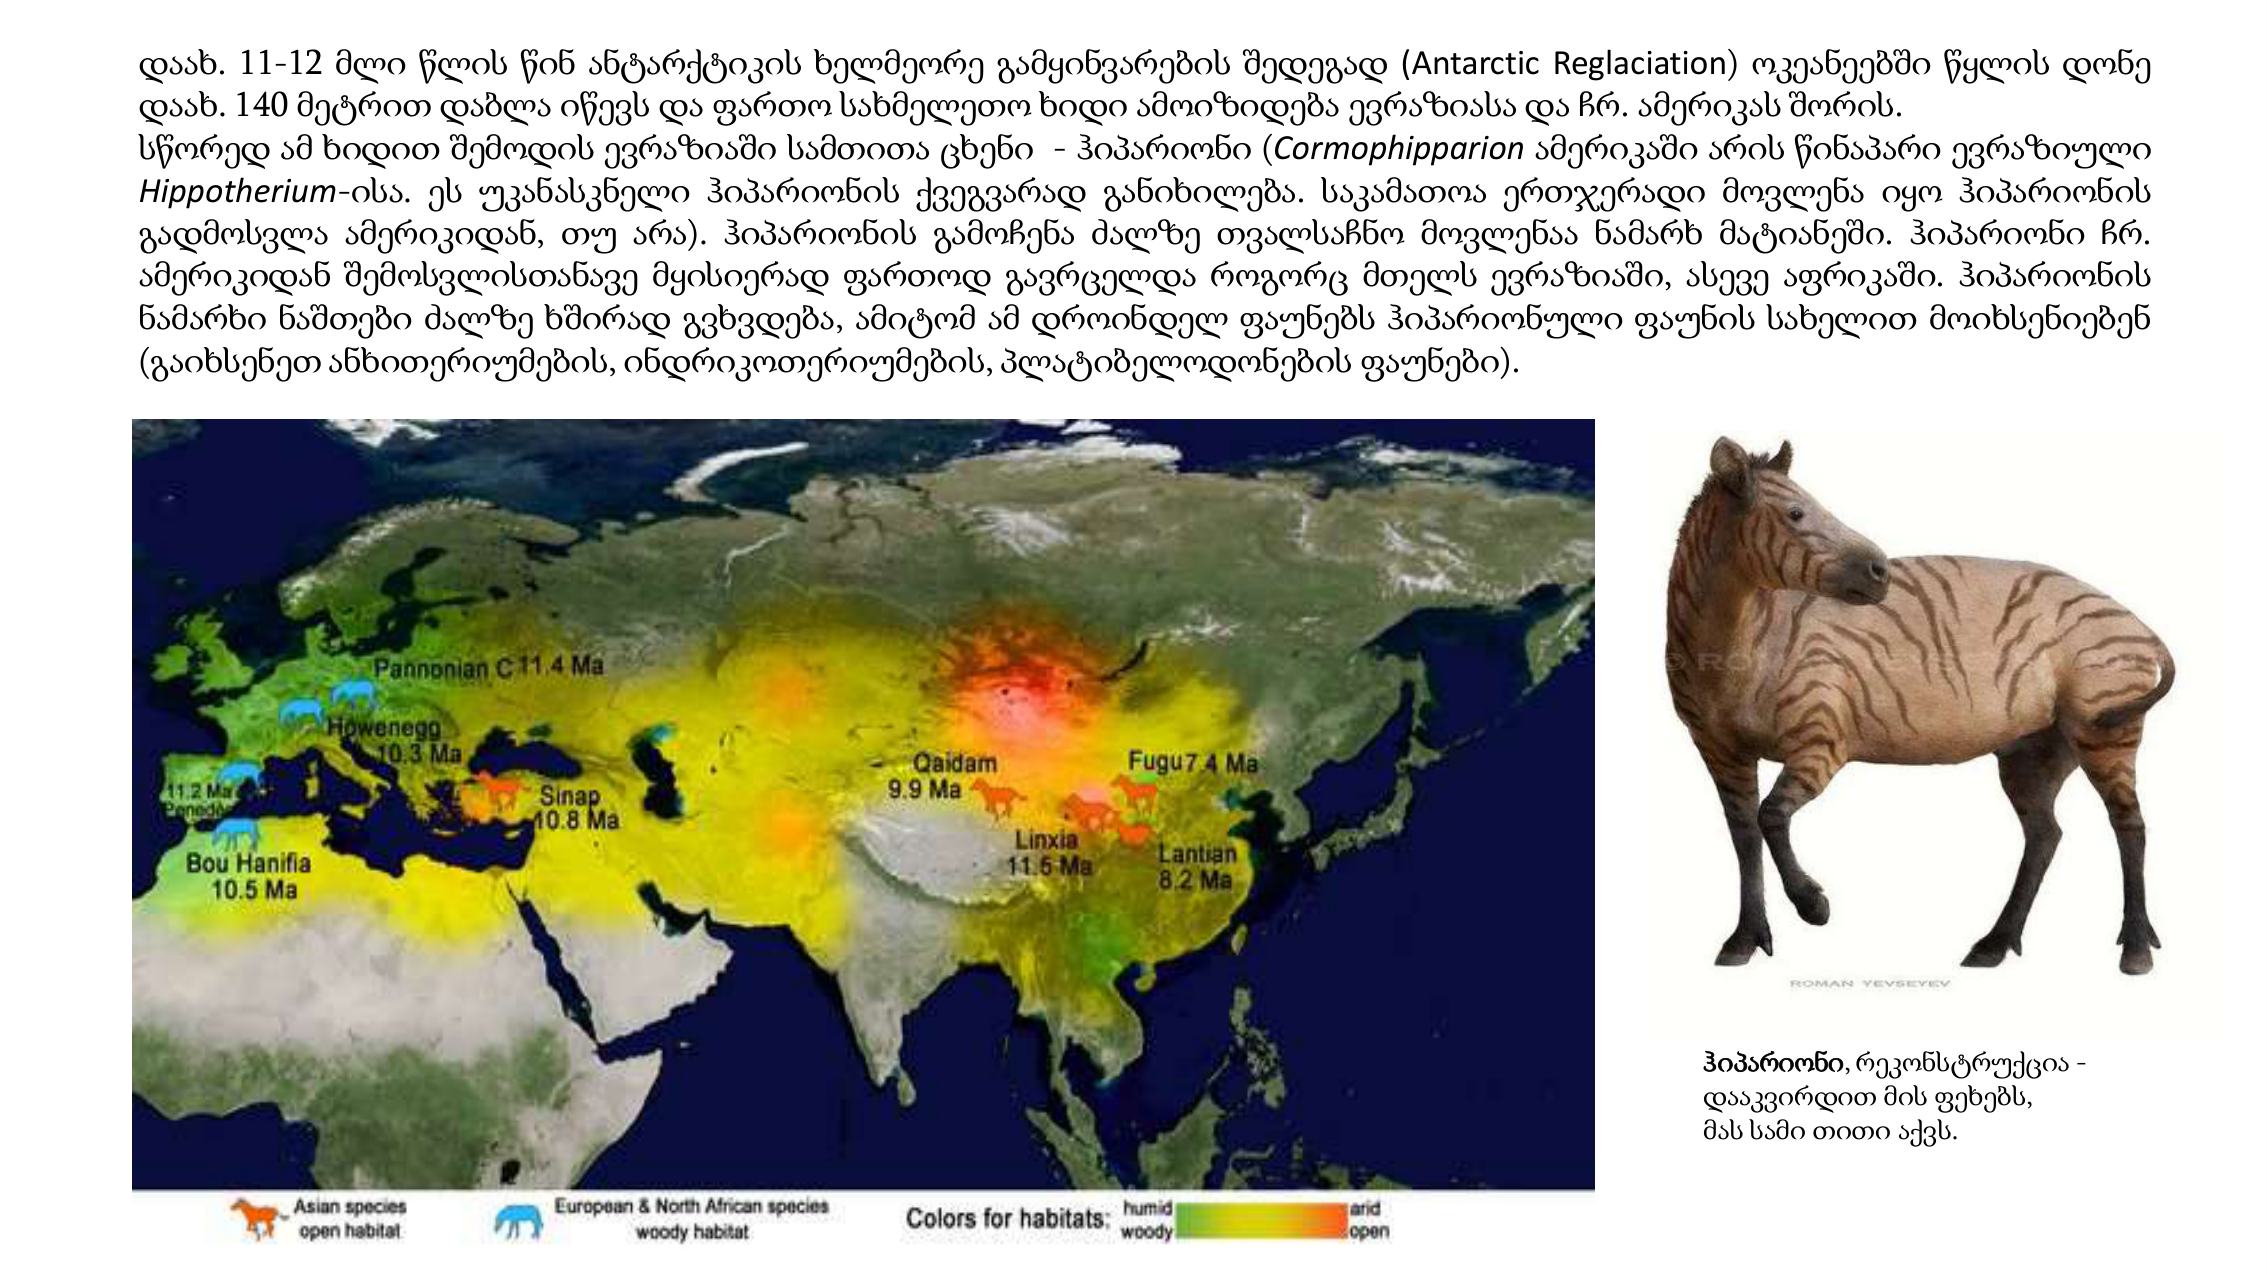 დაახ. 11-12 მლი წლის წინ ანტარქტიკის ხელმეორე გამყინვარების შედეგად (Antarctic Reglaciation) ოკეანეებში წყლის დონე
დაახ. 140 მეტრით დაბლა იწევს და ფართო სახმელეთო ხიდი ამოიზიდება ევრაზიასა და ჩრ. ამერიკას შორის.
სწორედ ამ ხიდით შემოდის ევრაზიაში სამთითა ცხენი - ჰიპარიონი (Cormophipparion ამერიკაში არის წინაპარი ევრაზიული
Hippotherium-ისა. ეს უკანასკნელი ჰიპარიონის ქვეგვარად განიხილება. საკამათოა ერთჯერადი მოვლენა იყო ჰიპარიონის
გადმოსვლა ამერიკიდან, თუ არა). ჰიპარიონის გამოჩენა ძალზე თვალსაჩნო მოვლენაა ნამარხ მატიანეში. ჰიპარიონი ჩრ.
ამერიკიდან შემოსვლისთანავე მყისიერად ფართოდ გავრცელდა როგორც მთელს ევრაზიაში, ასევე აფრიკაში. ჰიპარიონის
ნამარხი ნაშთები ძალზე ხშირად გვხვდება, ამიტომ ამ დროინდელ ფაუნებს ჰიპარიონული ფაუნის სახელით მოიხსენიებენ
(გაიხსენეთ ანხითერიუმების, ინდრიკოთერიუმების, პლატიბელოდონების ფაუნები).
Pannonian C 11.4 Ma
Howenegg
10.3 Ma
11.2 Ma
Penedès
Sinap
10.8 Ma
Bou Hanifia
10.5 Ma
Qaidam
9.9 Ma
Fugu 7.4 Ma
Linxia
11.5 Ma
Lantian
8.2 Ma
Asian species
open habitat
European & North African species
woody habitat
Colors for habitats:
humid
woody
arid
open
ROMAN YEVSEYEV
ჰიპარიონი, რეკონსტრუქცია -
დააკვირდით მის ფეხებს,
მას სამი თითი აქვს.